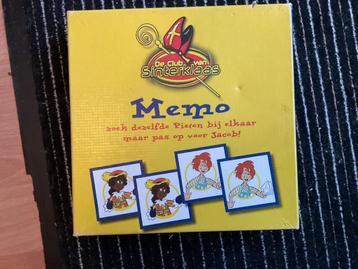 De Club van
Sinterklaas
Memo
zoek dezelfde Pieten bij elkaar
maar pas op voor Jacob!